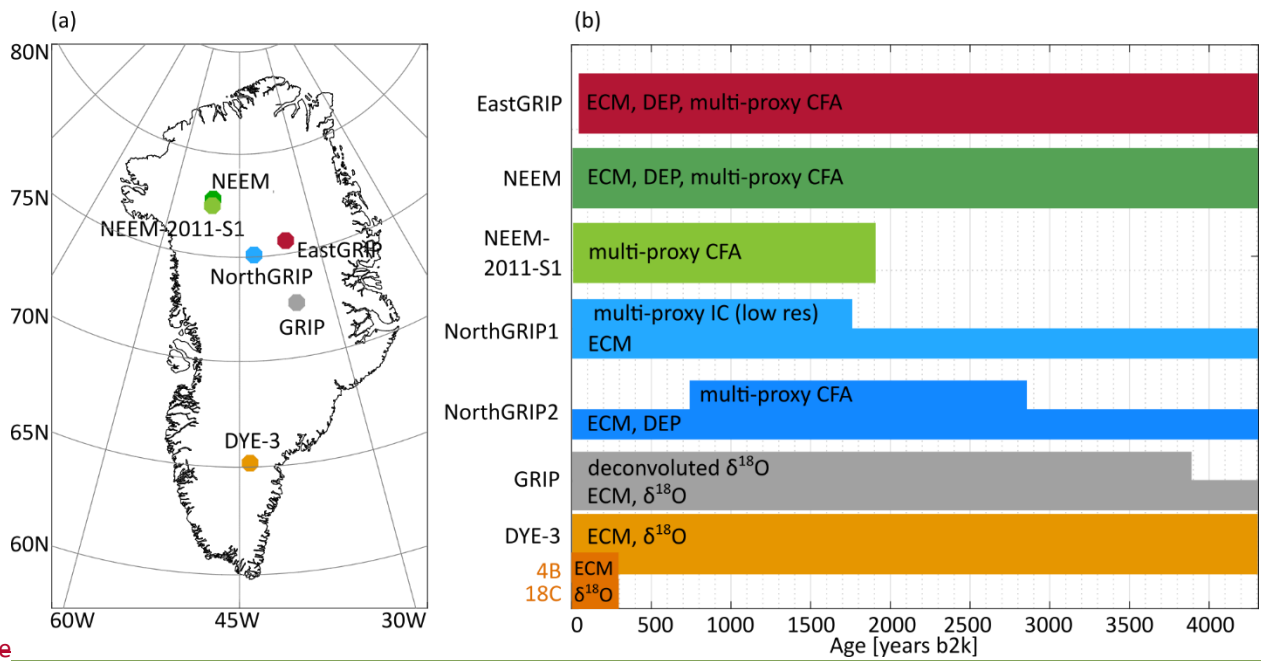 (a)
80N
75N
70N
65N
60N
60W
45W
30W
NEEM
NEEM-2011-S1
EastGRIP
NorthGRIP
GRIP
DYE-3
(b)
EastGRIP
ECM, DEP, multi-proxy CFA
NEEM
ECM, DEP, multi-proxy CFA
NEEM-
2011-S1
multi-proxy CFA
NorthGRIP1
multi-proxy IC (low res)
ECM
NorthGRIP2
multi-proxy CFA
ECM, DEP
GRIP
deconvoluted δ¹⁸O
ECM, δ¹⁸O
DYE-3
ECM, δ¹⁸O
4B
ECM
18C
δ¹⁸O
0 500 1000 1500 2000 2500 3000 3500 4000
Age [years b2k]
e